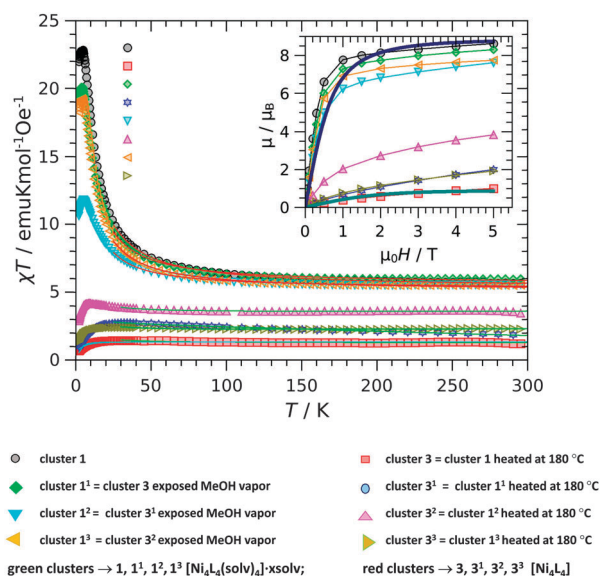 25
20
15
10
5
0
χT / emuKmol⁻¹Oe⁻¹
0 50 100 150 200 250 300
T / K
8
6
4
2
0
μ / μB
0 1 2 3 4 5
μ₀H / T
cluster 1
cluster 1¹ = cluster 3 exposed MeOH vapor
cluster 1² = cluster 3¹ exposed MeOH vapor
cluster 1³ = cluster 3² exposed MeOH vapor
green clusters → 1, 1¹, 1², 1³ [Ni₄L₄(solv)₄]·xsolv;
cluster 3 = cluster 1 heated at 180 °C
cluster 3¹ = cluster 1¹ heated at 180 °C
cluster 3² = cluster 1² heated at 180 °C
cluster 3³ = cluster 1³ heated at 180 °C
red clusters → 3, 3¹, 3², 3³ [Ni₄L₄]